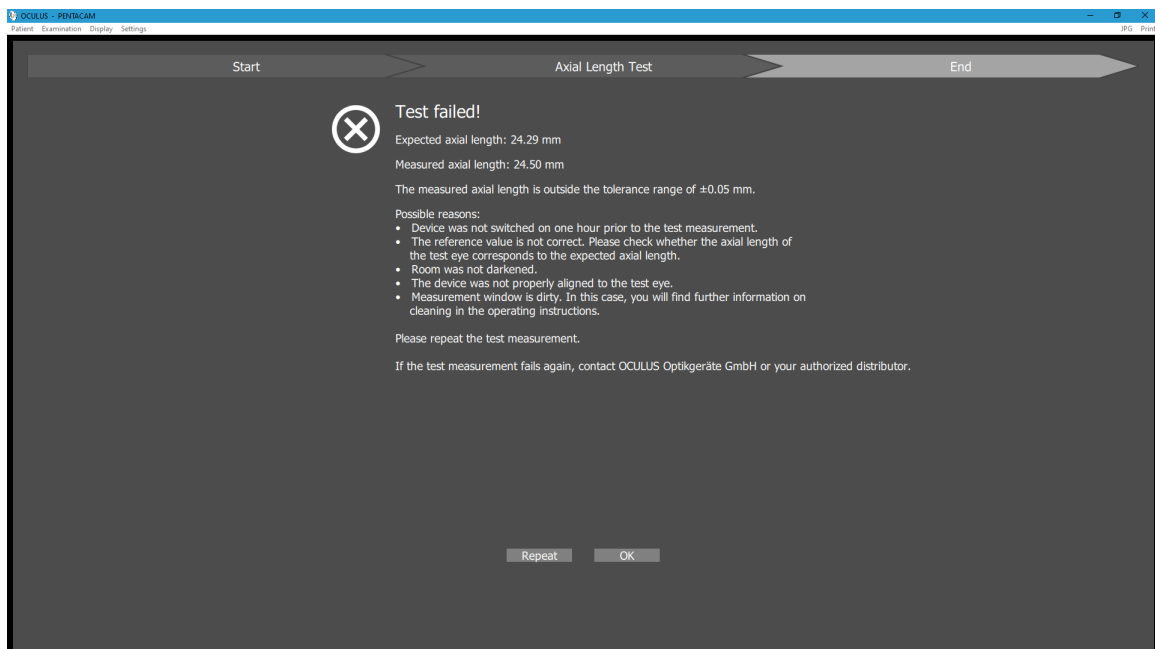 OCULUS - PENTACAM
Patient Examination Display Settings JPG Print
Start Axial Length Test End
Test failed!
Expected axial length: 24.29 mm
Measured axial length: 24.50 mm
The measured axial length is outside the tolerance range of ±0.05 mm.
Possible reasons:
• Device was not switched on one hour prior to the test measurement.
• The reference value is not correct. Please check whether the axial length of
the test eye corresponds to the expected axial length.
• Room was not darkened.
• The device was not properly aligned to the test eye.
• Measurement window is dirty. In this case, you will find further information on
cleaning in the operating instructions.
Please repeat the test measurement.
If the test measurement fails again, contact OCULUS Optikgeräte GmbH or your authorized distributor.
Repeat OK